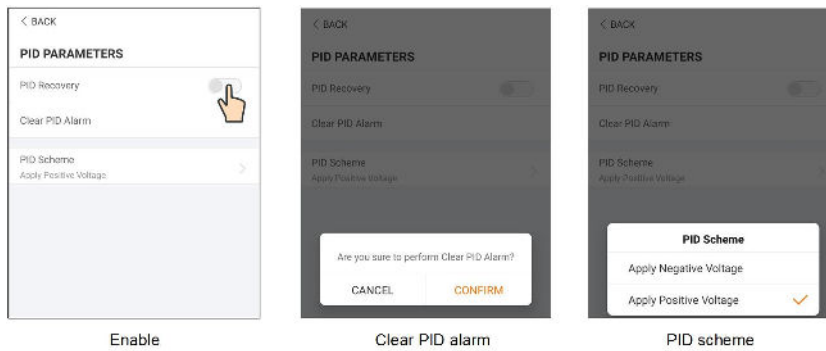 < BACK
PID PARAMETERS
PID Recovery
Clear PID Alarm
PID Scheme
Apply Positive Voltage
Enable
< BACK
PID PARAMETERS
PID Recovery
Clear PID Alarm
PID Scheme
Apply Positive Voltage
Are you sure to perform Clear PID Alarm?
CANCEL CONFIRM
Clear PID alarm
< BACK
PID PARAMETERS
PID Recovery
Clear PID Alarm
PID Scheme
Apply Positive Voltage
PID Scheme
Apply Negative Voltage
Apply Positive Voltage
PID scheme